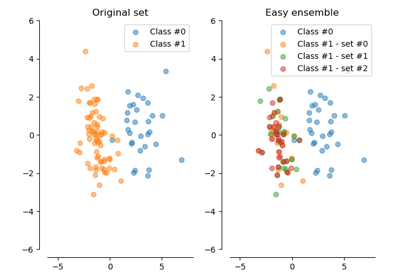 Original set
Easy ensemble
6
4
2
0
−2
−4
−6
−5
0
5
Class #0
Class #1
6
4
2
0
−2
−4
−6
−5
0
5
Class #0
Class #1 - set #0
Class #1 - set #1
Class #1 - set #2